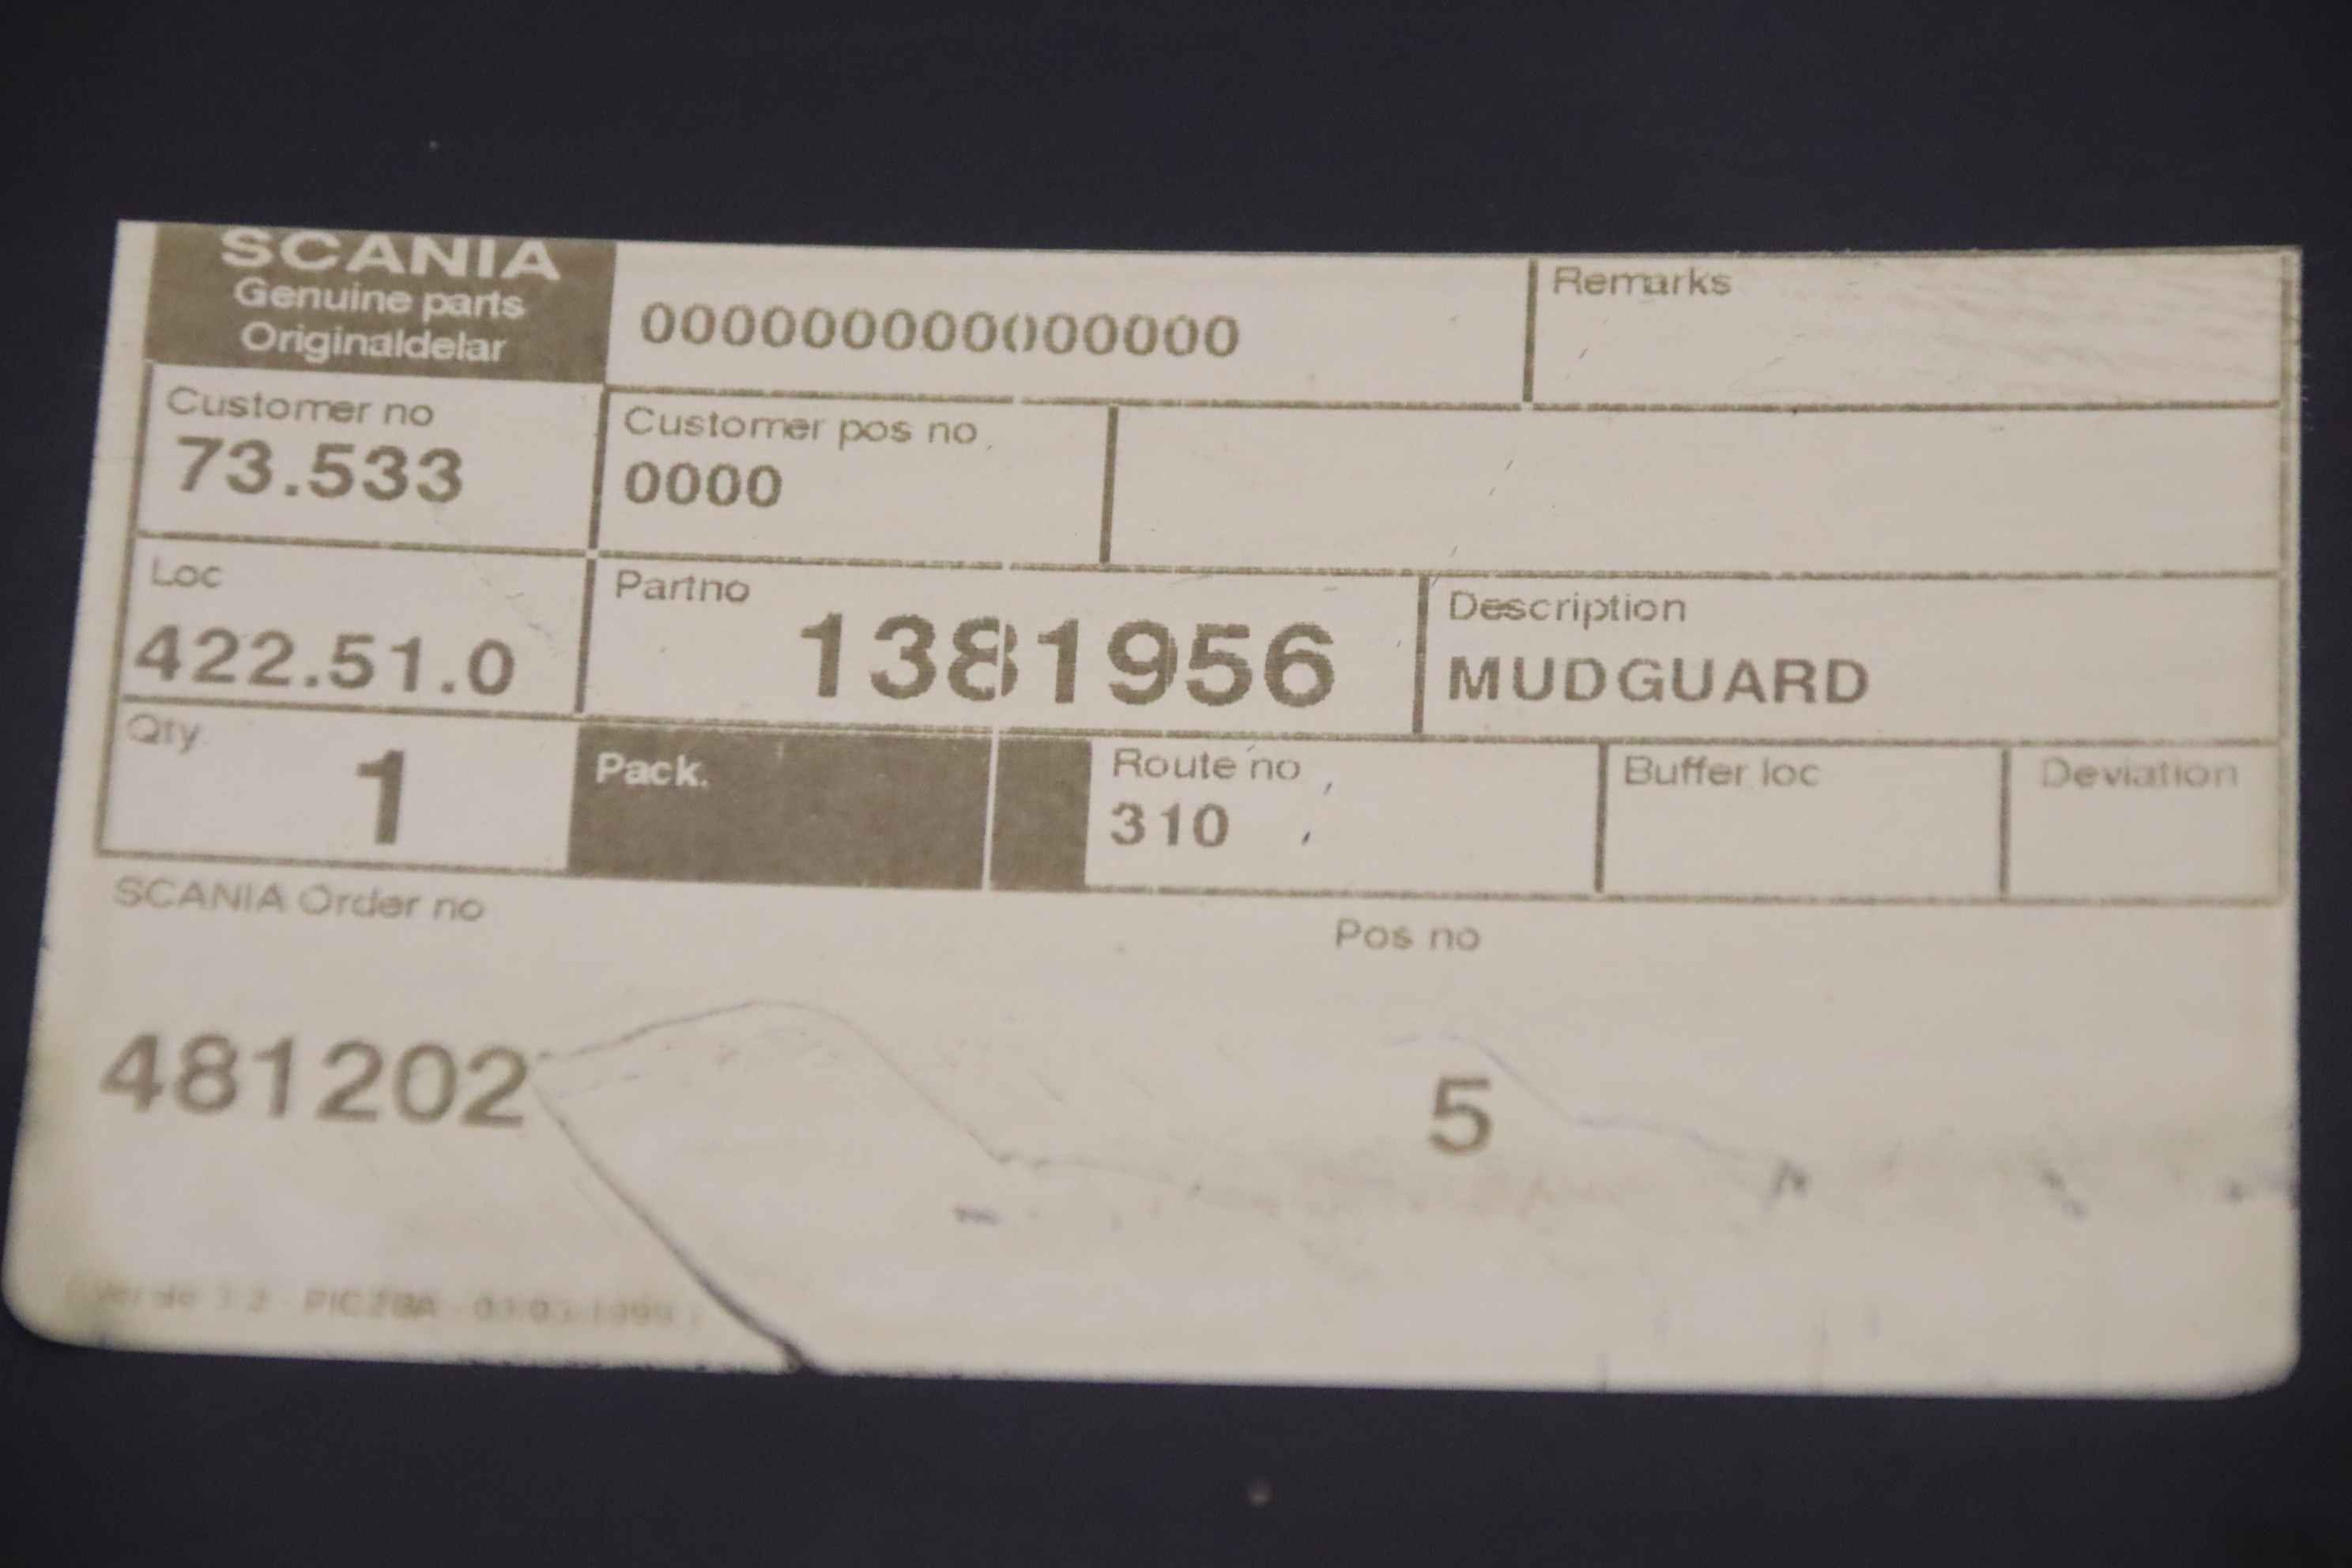 SCANIA
Genuine parts
Originaldelar
000000000000000
Remarks
Customer no
73.533
Customer pos no
0000
Loc
422.51.0
Partno
1381956
Description
MUDGUARD
Qty
1
Pack.
Route no
310
Buffer loc
Deviation
SCANIA Order no
481202
Pos no
5